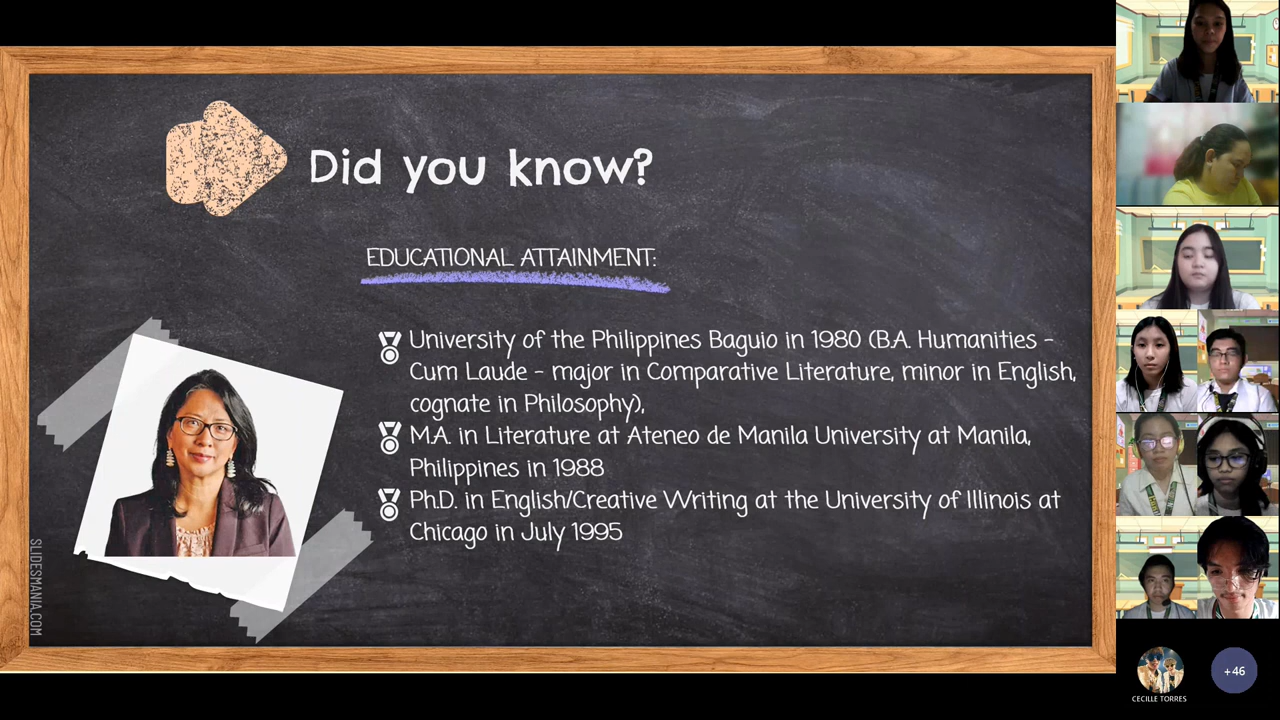 Did you know?
EDUCATIONAL ATTAINMENT:
University of the Philippines Baguio in 1980 (B.A. Humanities -
Cum Laude - major in Comparative Literature, minor in English,
cognate in Philosophy),
M.A. in Literature at Ateneo de Manila University at Manila,
Philippines in 1988
Ph.D. in English/Creative Writing at the University of Illinois at
Chicago in July 1995
SLIDESMANIA.COM
+46
CECILLE TORRES